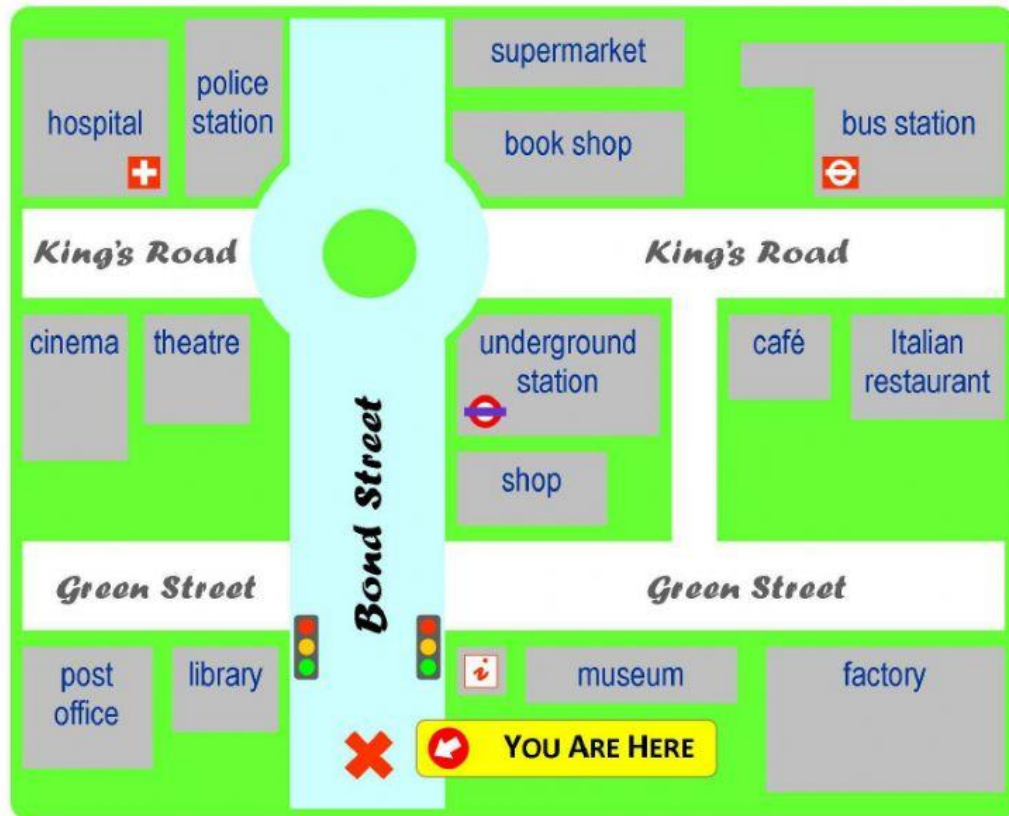 hospital
police
station
supermarket
book shop
bus station
King's Road
King's Road
cinema
theatre
underground
station
café
Italian
restaurant
shop
Bond Street
Green Street
Green Street
post
office
library
i
museum
factory
YOU ARE HERE